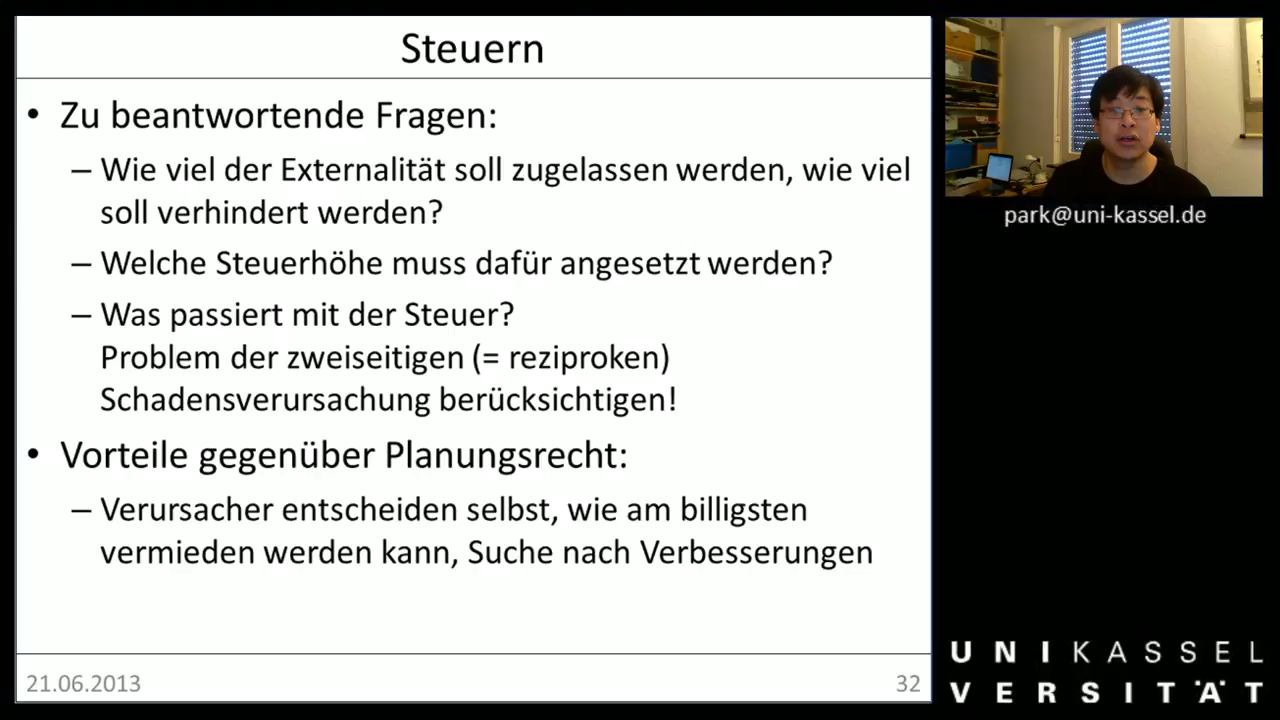 Steuern
• Zu beantwortende Fragen:
– Wie viel der Externalität soll zugelassen werden, wie viel
soll verhindert werden?
– Welche Steuerhöhe muss dafür angesetzt werden?
– Was passiert mit der Steuer?
Problem der zweiseitigen (= reziproken)
Schadensverursachung berücksichtigen!
• Vorteile gegenüber Planungsrecht:
– Verursacher entscheiden selbst, wie am billigsten
vermieden werden kann, Suche nach Verbesserungen
21.06.2013
32
park@uni-kassel.de
UNIKASSEL
VERSITÄT